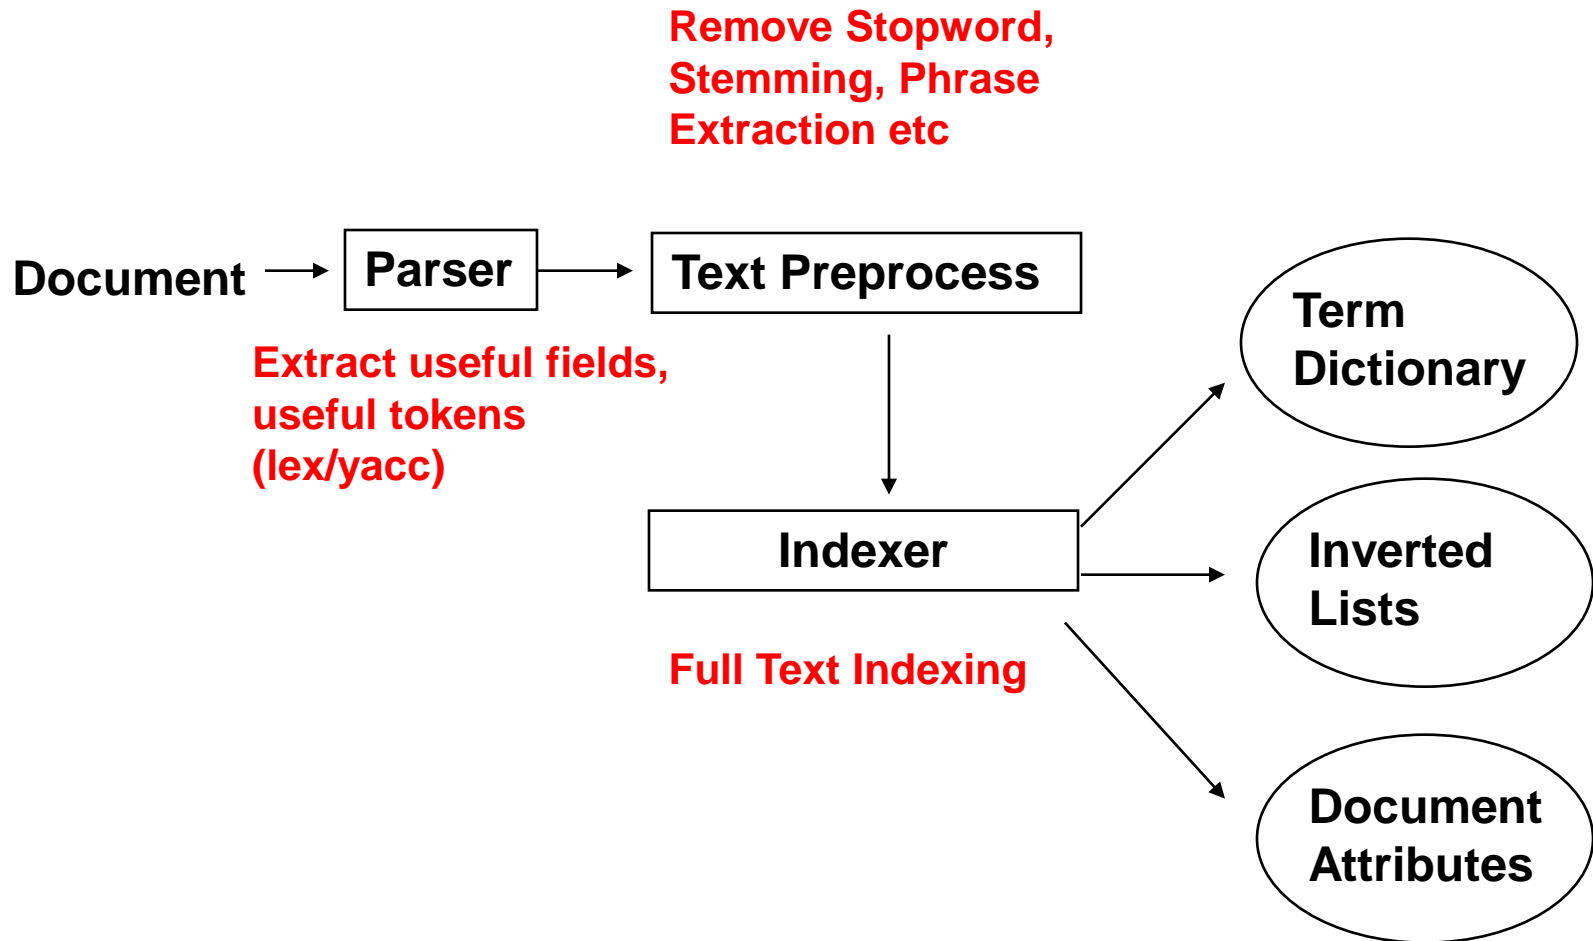 Remove Stopword,
Stemming, Phrase
Extraction etc
Document
Parser
Text Preprocess
Extract useful fields,
useful tokens
(lex/yacc)
Term
Dictionary
Indexer
Inverted
Lists
Full Text Indexing
Document
Attributes